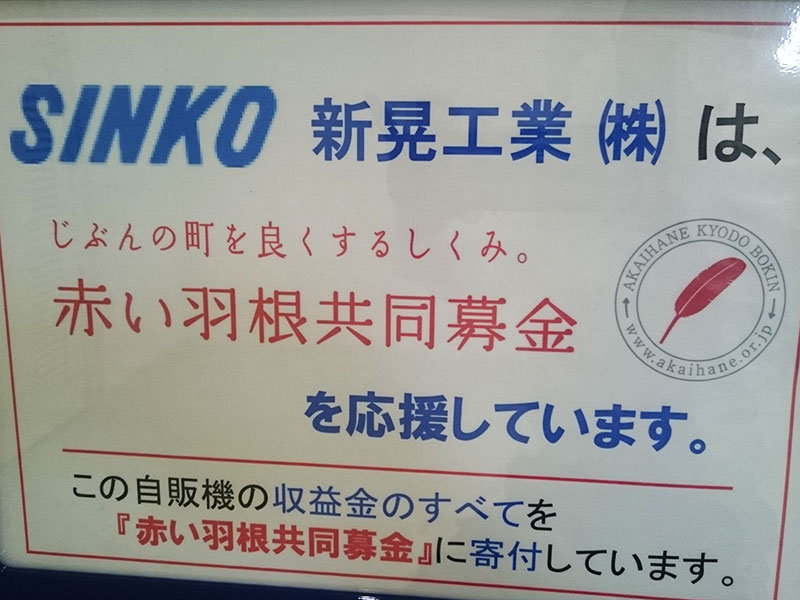 SINKO 新晃工業㈱は、
じぶんの町を良くするしくみ。
赤い羽根共同募金
AKAIHANE KYODO BOKIN
www.akaihane.or.jp
を応援しています。
この自販機の収益金のすべてを
『赤い羽根共同募金』に寄付しています。